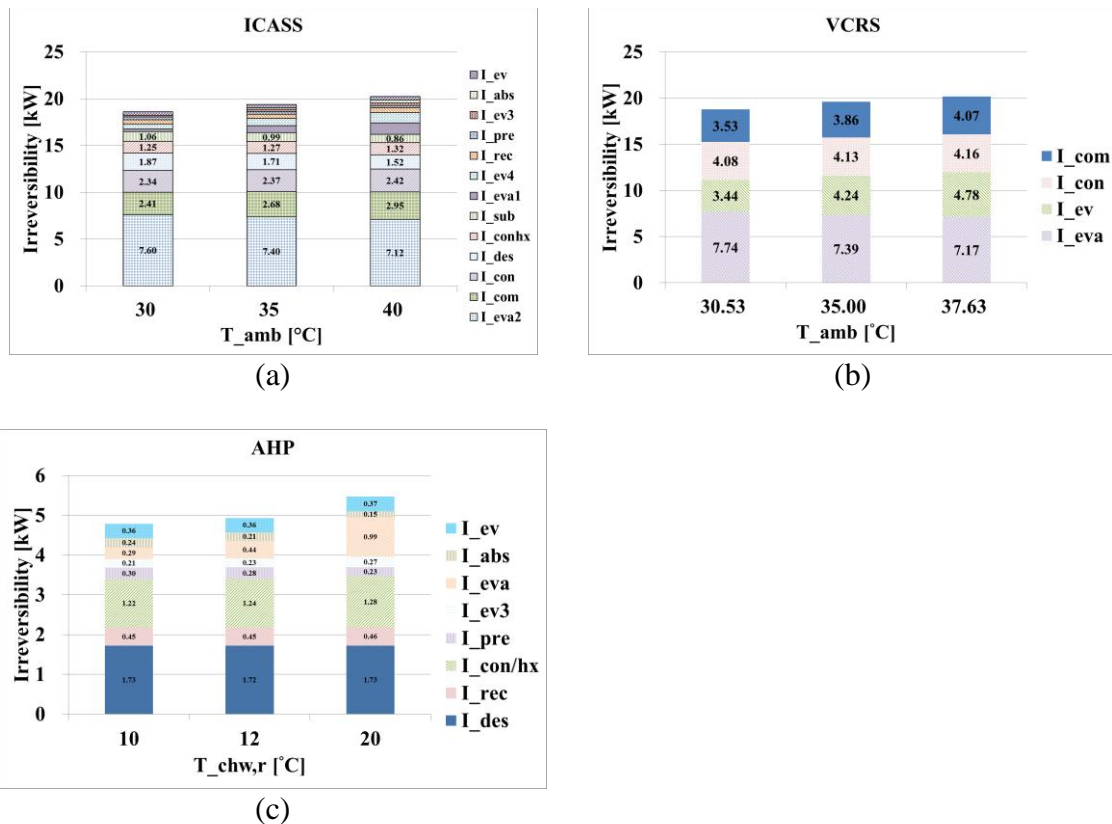 ICASS
25
20
15
10
5
0
Irreversibility [kW]
1.06 0.99 0.86
1.25 1.27 1.32
1.87 1.71 1.52
2.34 2.37 2.42
2.41 2.68 2.95
7.60 7.40 7.12
30 35 40
T_amb [°C]
I_ev
I_abs
I_ev3
I_pre
I_rec
I_ev4
I_eva1
I_sub
I_conhx
I_des
I_con
I_com
I_eva2
(a)
VCRS
25
20
15
10
5
0
Irreversibility [kW]
3.53 3.86 4.07
4.08 4.13 4.16
3.44 4.24 4.78
7.74 7.39 7.17
30.53 35.00 37.63
T_amb [˚C]
I_com
I_con
I_ev
I_eva
(b)
AHP
6
5
4
3
2
1
0
Irreversibility [kW]
0.36 0.36 0.37
0.24 0.21 0.15
0.29 0.44 0.99
0.21 0.23 0.27
0.30 0.28 0.23
1.22 1.24 1.28
0.45 0.45 0.46
1.73 1.72 1.73
10 12 20
T_chw,r [˚C]
I_ev
I_abs
I_eva
I_ev3
I_pre
I_con/hx
I_rec
I_des
(c)